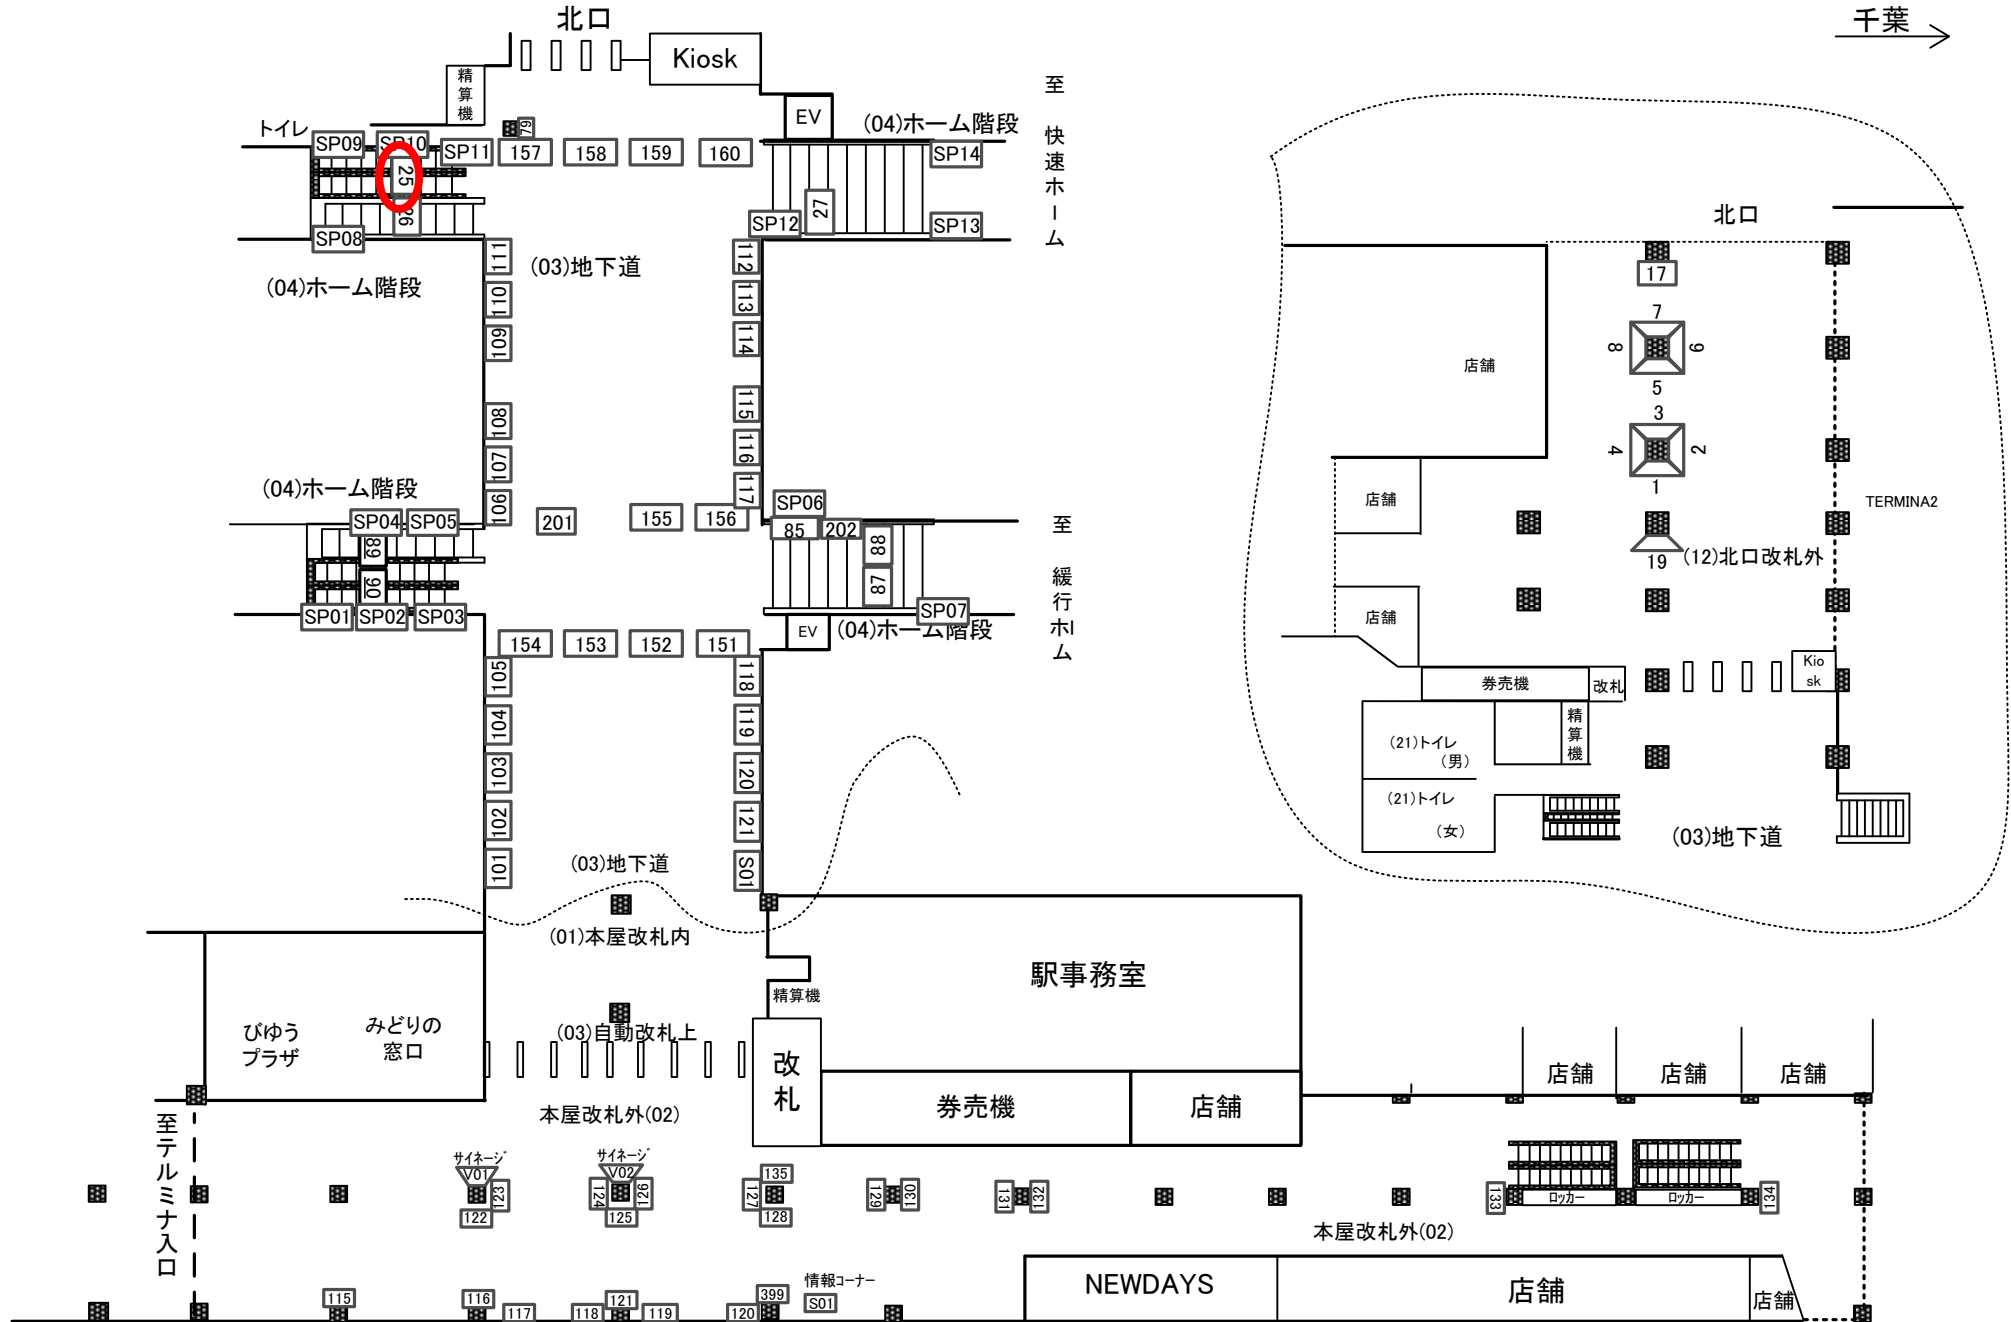 北口
千葉
Kiosk
精算機
EV
至 快速ホーム
トイレ
79
(04)ホーム階段
SP09
SP10
SP11
157
158
159
160
SP14
25
26
27
SP12
SP13
SP08
111
(03)地下道
112
(04)ホーム階段
110
113
109
114
115
108
116
107
117
106
(04)ホーム階段
SP04
SP05
201
155
156
SP06
85
202
88
89
90
87
至 緩行ホーム
SP01
SP02
SP03
SP07
EV
(04)ホーム階段
154
153
152
151
105
118
104
119
103
120
102
121
101
S01
(03)地下道
(01)本屋改札内
精算機
駅事務室
びゆう
プラザ
みどりの
窓口
(03)自動改札上
改札
券売機
店舗
本屋改札外(02)
至テルミナ入口
サイネージ
V01
123
122
サイネージ
V02
124
126
125
135
127
128
129
130
131
132
133
ロッカー
ロッカー
134
店舗
店舗
店舗
本屋改札外(02)
115
116
117
118
121
119
120
399
情報コーナー
S01
NEWDAYS
店舗
店舗
北口
17
7
8
6
5
3
4
2
1
19
店舗
店舗
店舗
TERMINA2
(12)北口改札外
券売機
改札
Kio
sk
精算機
(21)トイレ
(男)
(21)トイレ
(女)
(03)地下道